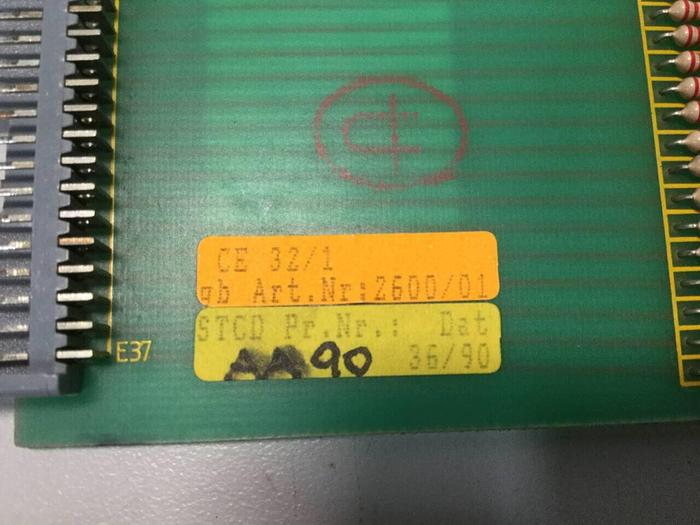 CE 32/1
gb Art.Nr:2600/01
STCD Pr.Nr.: Dat
90 36/90
E37